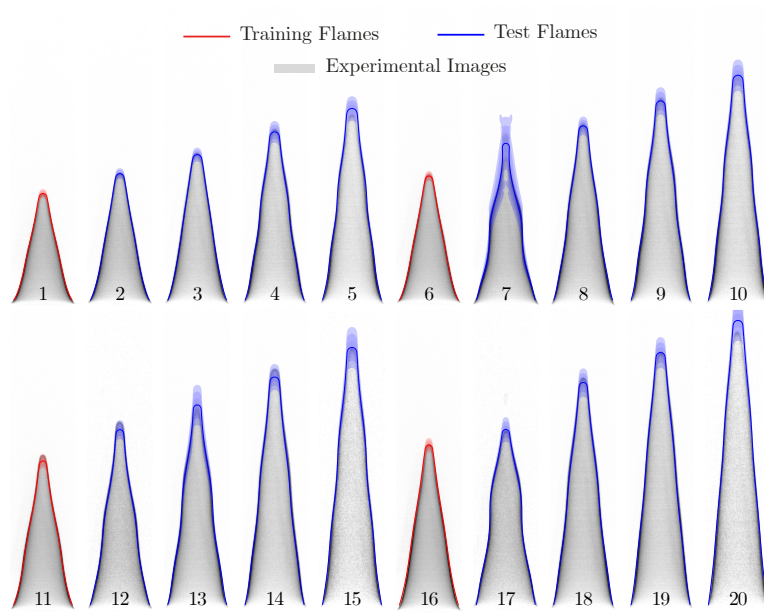 Training Flames
Test Flames
Experimental Images
1 2 3 4 5 6 7 8 9 10
11 12 13 14 15 16 17 18 19 20